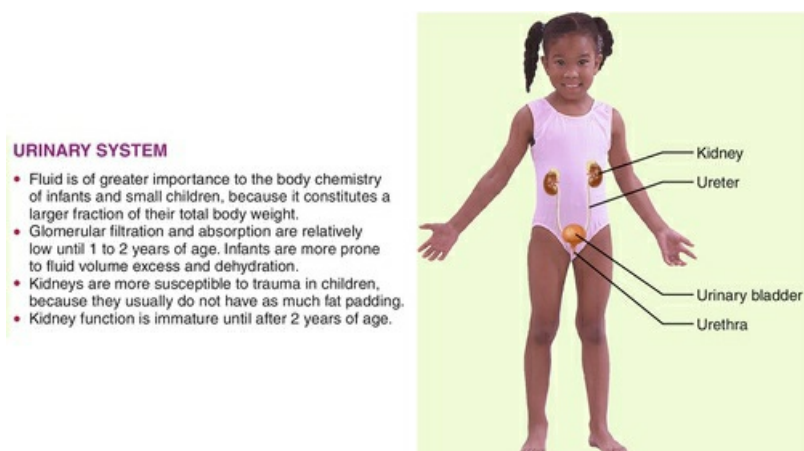 URINARY SYSTEM
• Fluid is of greater importance to the body chemistry
of infants and small children, because it constitutes a
larger fraction of their total body weight.
• Glomerular filtration and absorption are relatively
low until 1 to 2 years of age. Infants are more prone
to fluid volume excess and dehydration.
• Kidneys are more susceptible to trauma in children,
because they usually do not have as much fat padding.
• Kidney function is immature until after 2 years of age.
Kidney
Ureter
Urinary bladder
Urethra